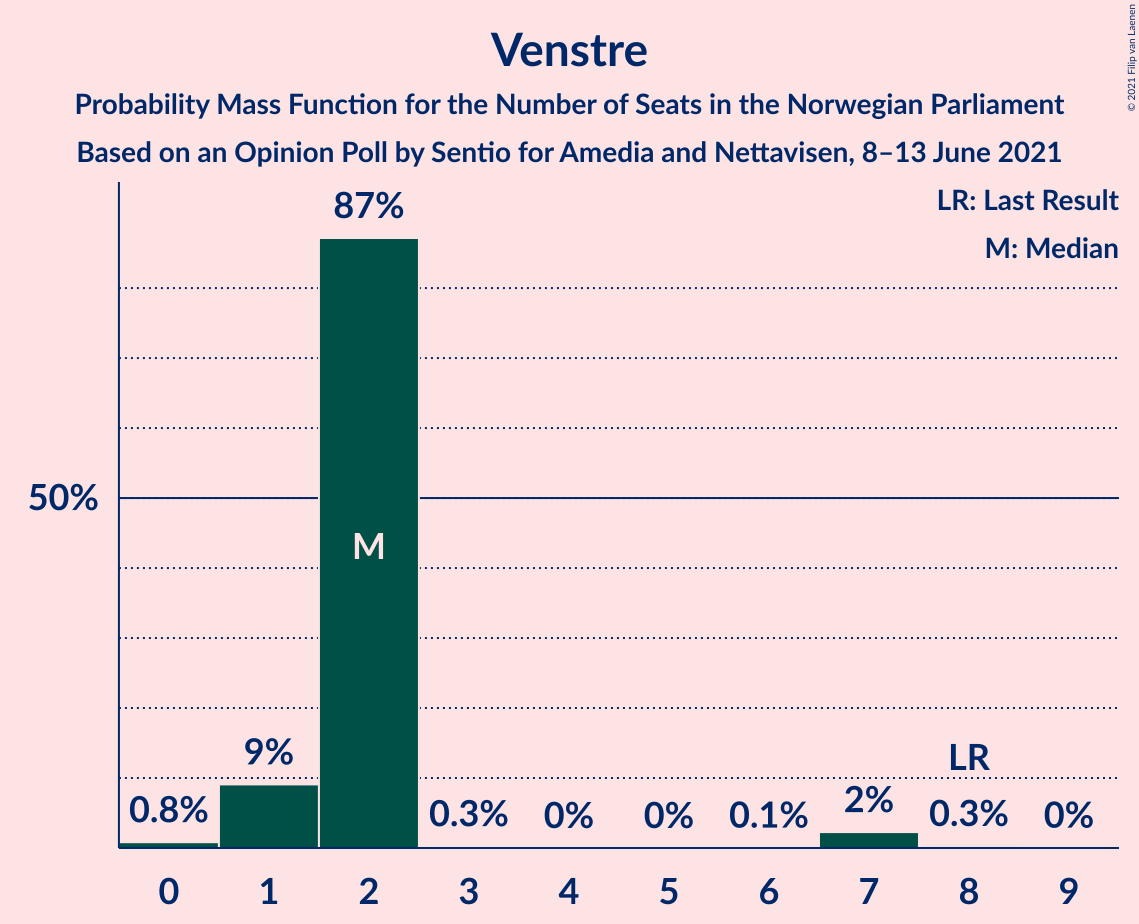 Venstre
Probability Mass Function for the Number of Seats in the Norwegian Parliament
Based on an Opinion Poll by Sentio for Amedia and Nettavisen, 8–13 June 2021
© 2021 Filip van Laenen
LR: Last Result
M: Median
87%
50%
M
9%
LR
0.8%
0.3%
0%
0%
0.1%
2%
0.3%
0%
0 1 2 3 4 5 6 7 8 9